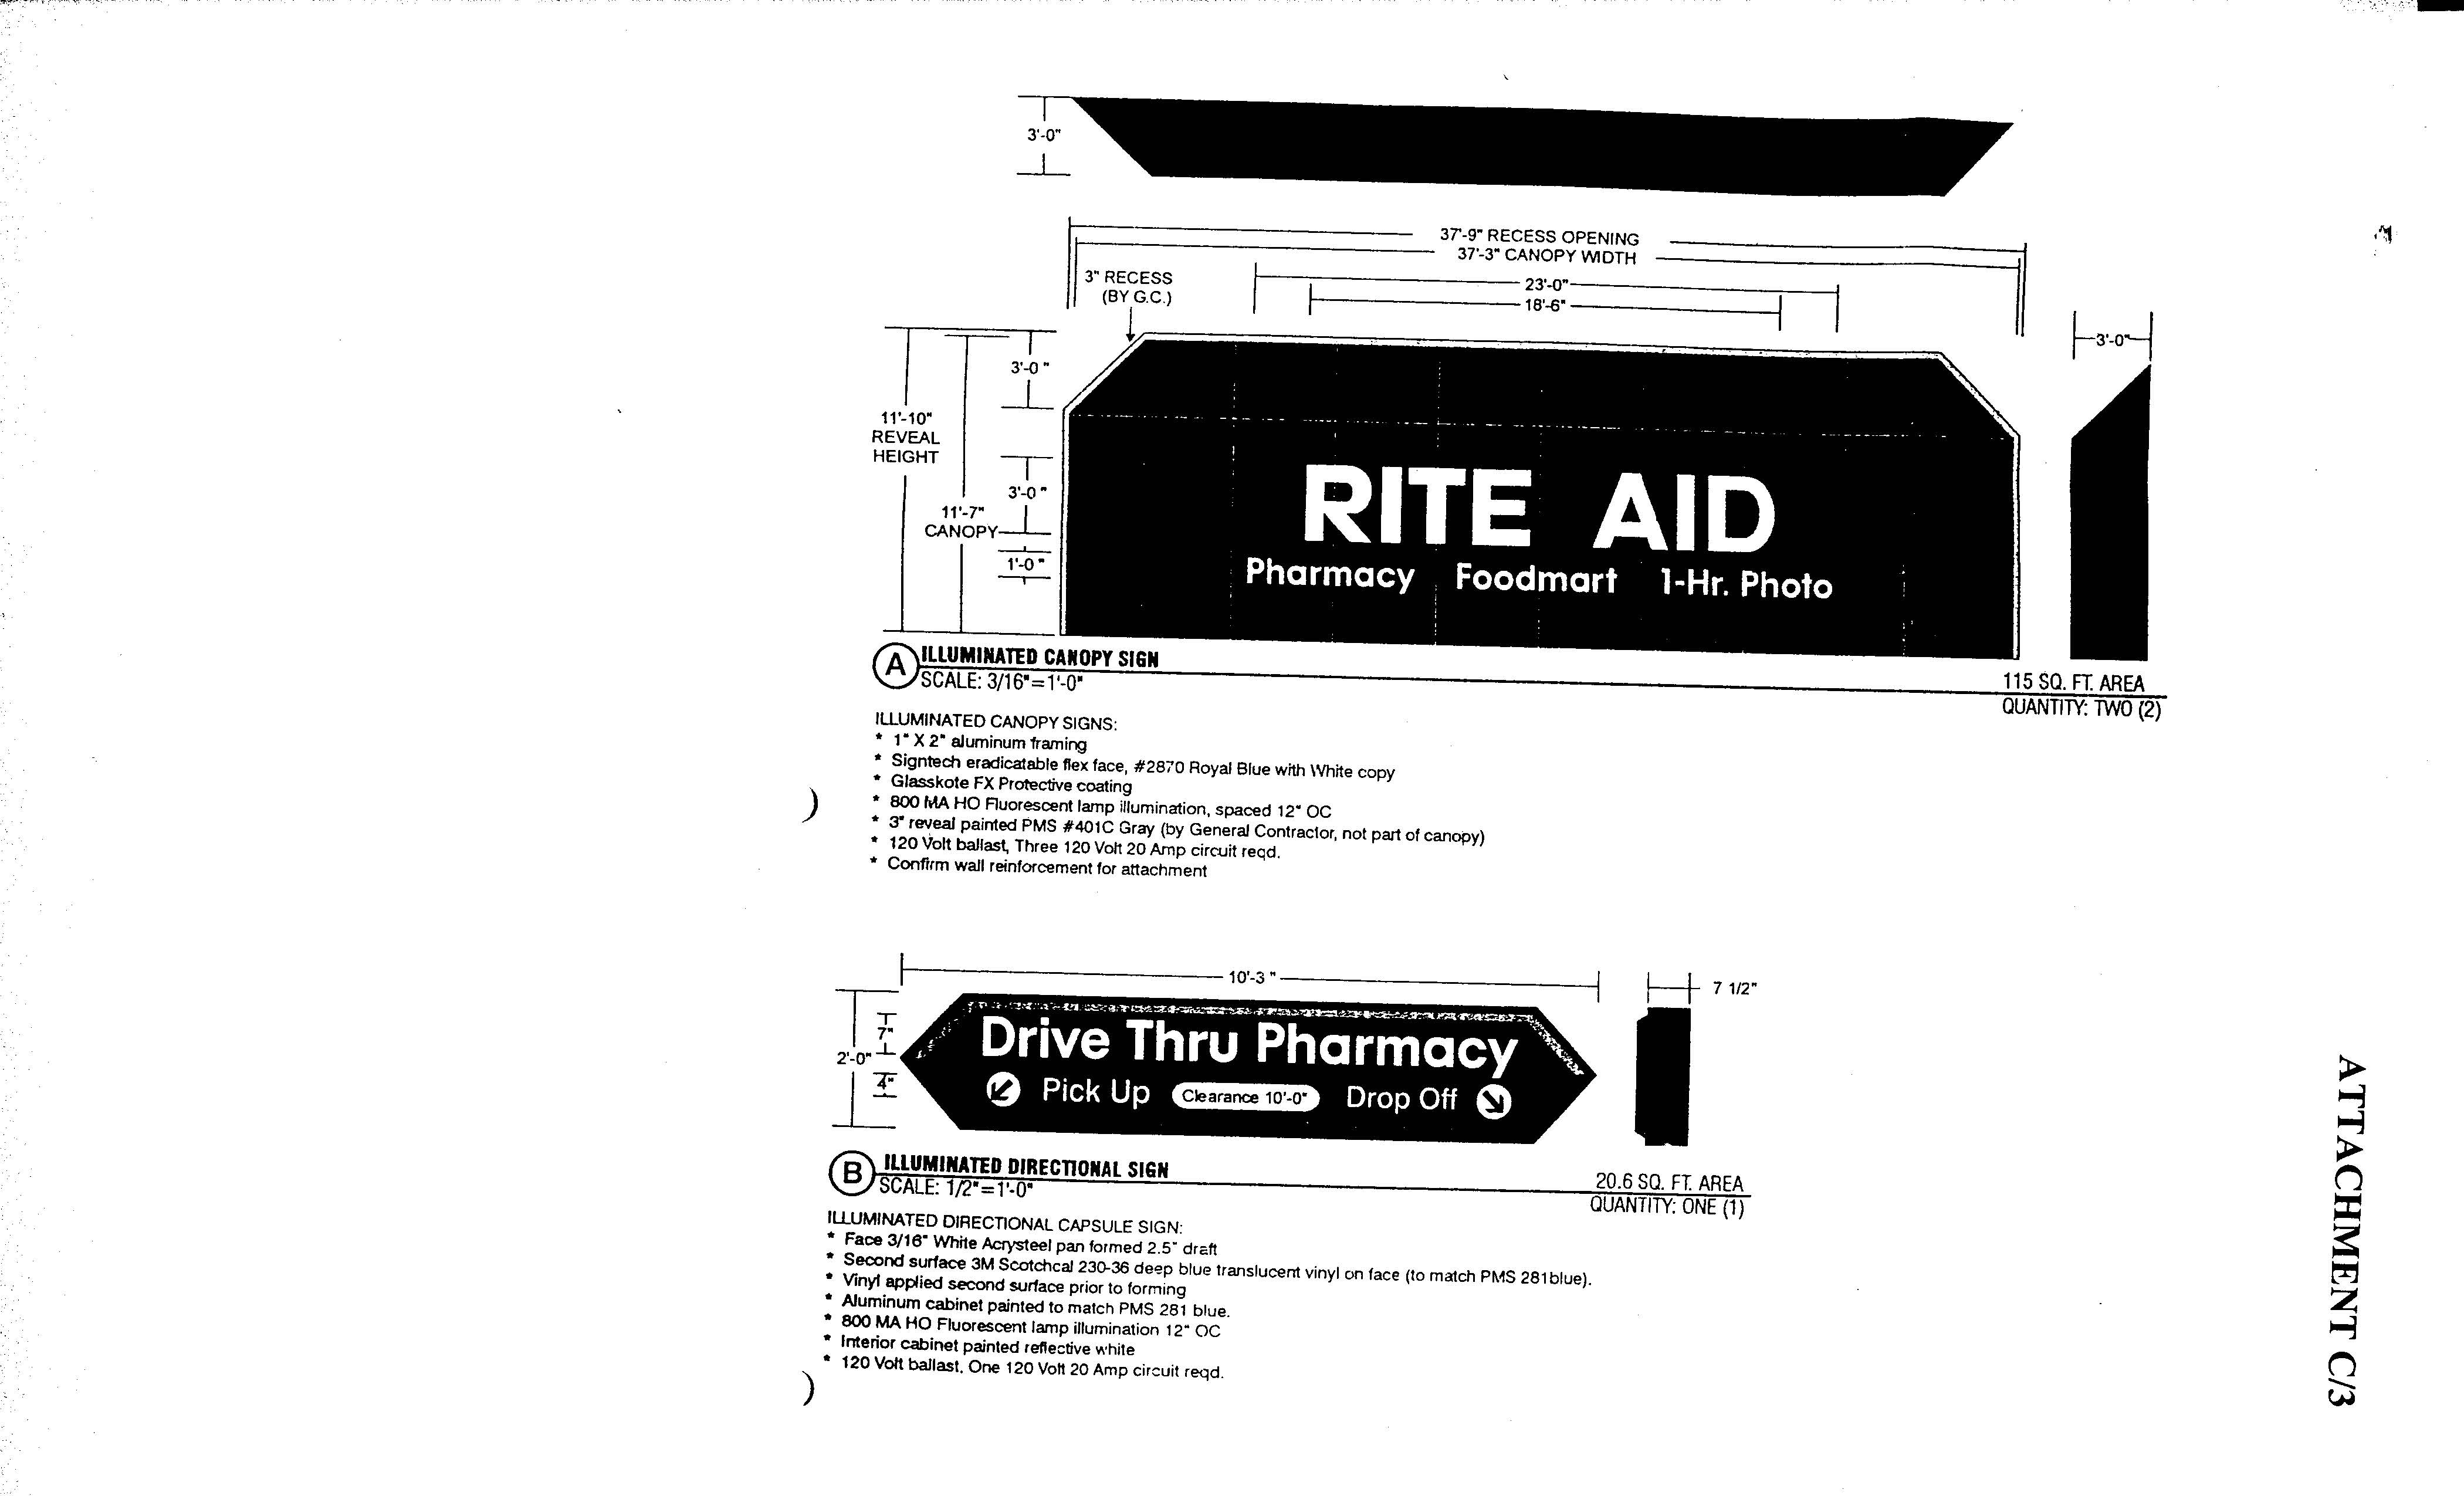 3'-0"
37'-9" RECESS OPENING
37'-3" CANOPY WIDTH
3" RECESS
(BY G.C.)
23'-0"
18'-6"
3'-0"
3'-0"
11'-10"
REVEAL
HEIGHT
3'-0"
11'-7"
CANOPY
1'-0"
RITE AID
Pharmacy Foodmart 1-Hr. Photo
A ILLUMINATED CANOPY SIGN
SCALE: 3/16"=1'-0"
115 SQ. FT. AREA
QUANTITY: TWO (2)
ILLUMINATED CANOPY SIGNS:
* 1" X 2" aluminum framing
* Signtech eradicatable flex face, #2870 Royal Blue with White copy
* Glasskote FX Protective coating
* 800 MA HO Fluorescent lamp illumination, spaced 12" OC
* 3" reveal painted PMS #401C Gray (by General Contractor, not part of canopy)
* 120 Volt ballast, Three 120 Volt 20 Amp circuit reqd.
* Confirm wall reinforcement for attachment
10'-3"
7 1/2"
7"
2'-0"
4"
Drive Thru Pharmacy
Pick Up Clearance 10'-0" Drop Off
B ILLUMINATED DIRECTIONAL SIGN
SCALE: 1/2"=1'-0"
20.6 SQ. FT. AREA
QUANTITY: ONE (1)
ILLUMINATED DIRECTIONAL CAPSULE SIGN:
* Face 3/16" White Acrysteel pan formed 2.5" draft
* Second surface 3M Scotchcal 230-36 deep blue translucent vinyl on face (to match PMS 281blue).
* Vinyl applied second surface prior to forming
* Aluminum cabinet painted to match PMS 281 blue.
* 800 MA HO Fluorescent lamp illumination 12" OC
* Interior cabinet painted reflective white
* 120 Volt ballast, One 120 Volt 20 Amp circuit reqd.
ATTACHMENT C/3